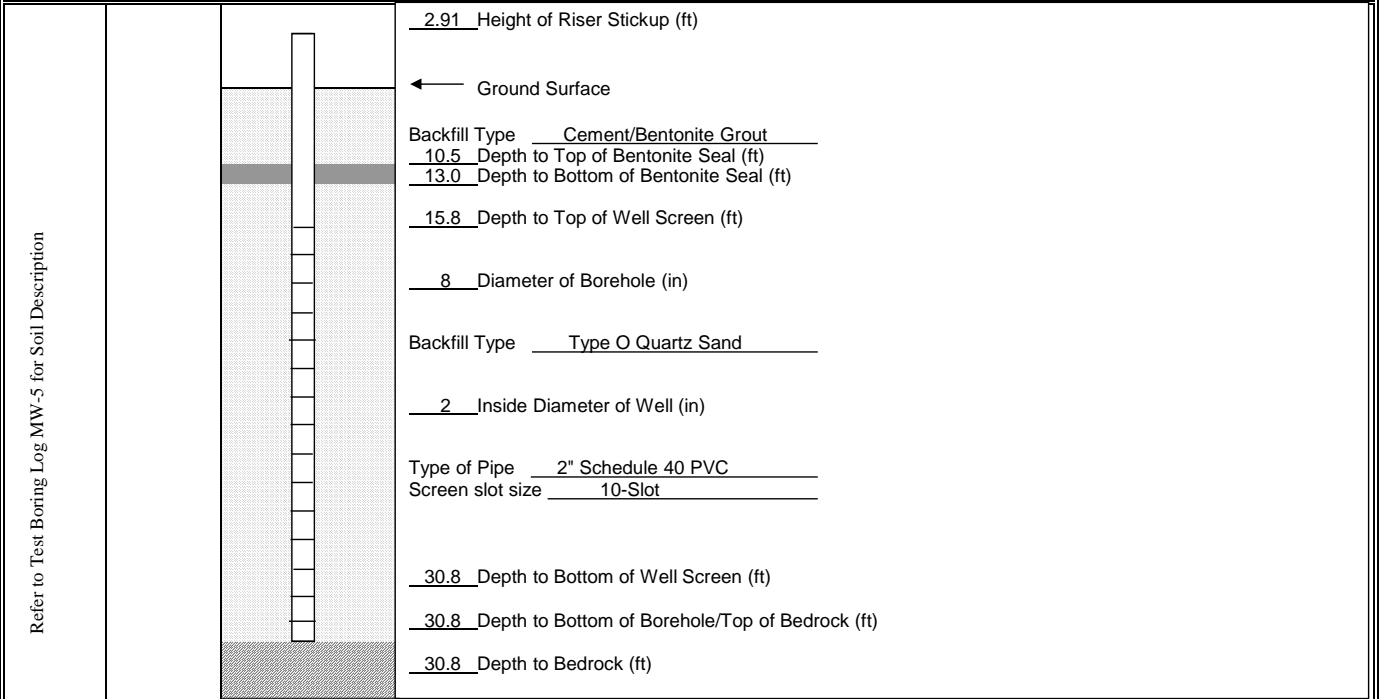 Refer to Test Boring Log MW-5 for Soil Description
2.91 Height of Riser Stickup (ft)
Ground Surface
Backfill Type Cement/Bentonite Grout
10.5 Depth to Top of Bentonite Seal (ft)
13.0 Depth to Bottom of Bentonite Seal (ft)
15.8 Depth to Top of Well Screen (ft)
8 Diameter of Borehole (in)
Backfill Type Type O Quartz Sand
2 Inside Diameter of Well (in)
Type of Pipe 2" Schedule 40 PVC
Screen slot size 10-Slot
30.8 Depth to Bottom of Well Screen (ft)
30.8 Depth to Bottom of Borehole/Top of Bedrock (ft)
30.8 Depth to Bedrock (ft)